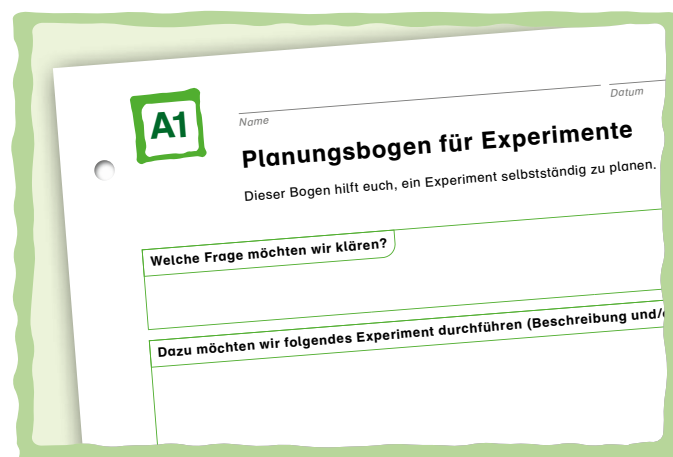 A1
Name
Datum
Planungsbogen für Experimente
Dieser Bogen hilft euch, ein Experiment selbstständig zu planen.
Welche Frage möchten wir klären?
Dazu möchten wir folgendes Experiment durchführen (Beschreibung und/